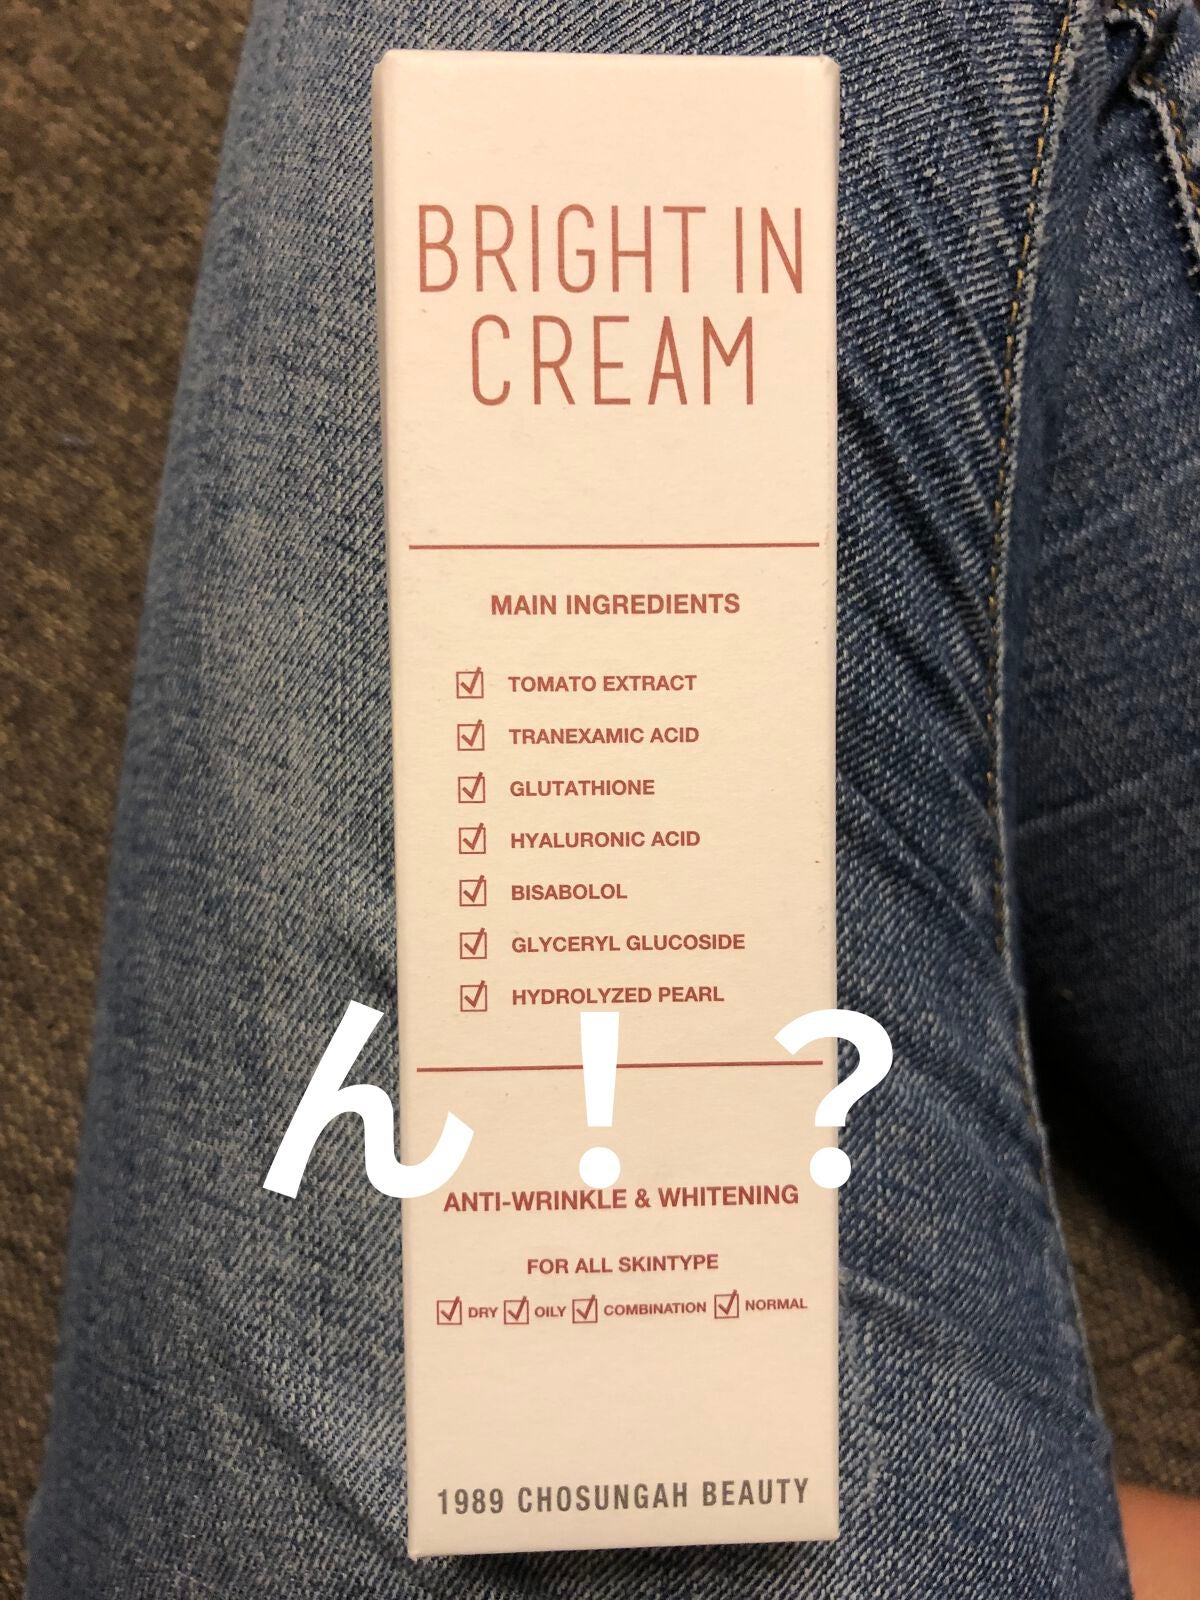 BRIGHT IN
CREAM
MAIN INGREDIENTS
TOMATO EXTRACT
TRANEXAMIC ACID
GLUTATHIONE
HYALURONIC ACID
BISABOLOL
GLYCERYL GLUCOSIDE
HYDROLYZED PEARL
ん！？
ANTI-WRINKLE & WHITENING
FOR ALL SKINTYPE
DRY OILY COMBINATION NORMAL
1989 CHOSUNGAH BEAUTY